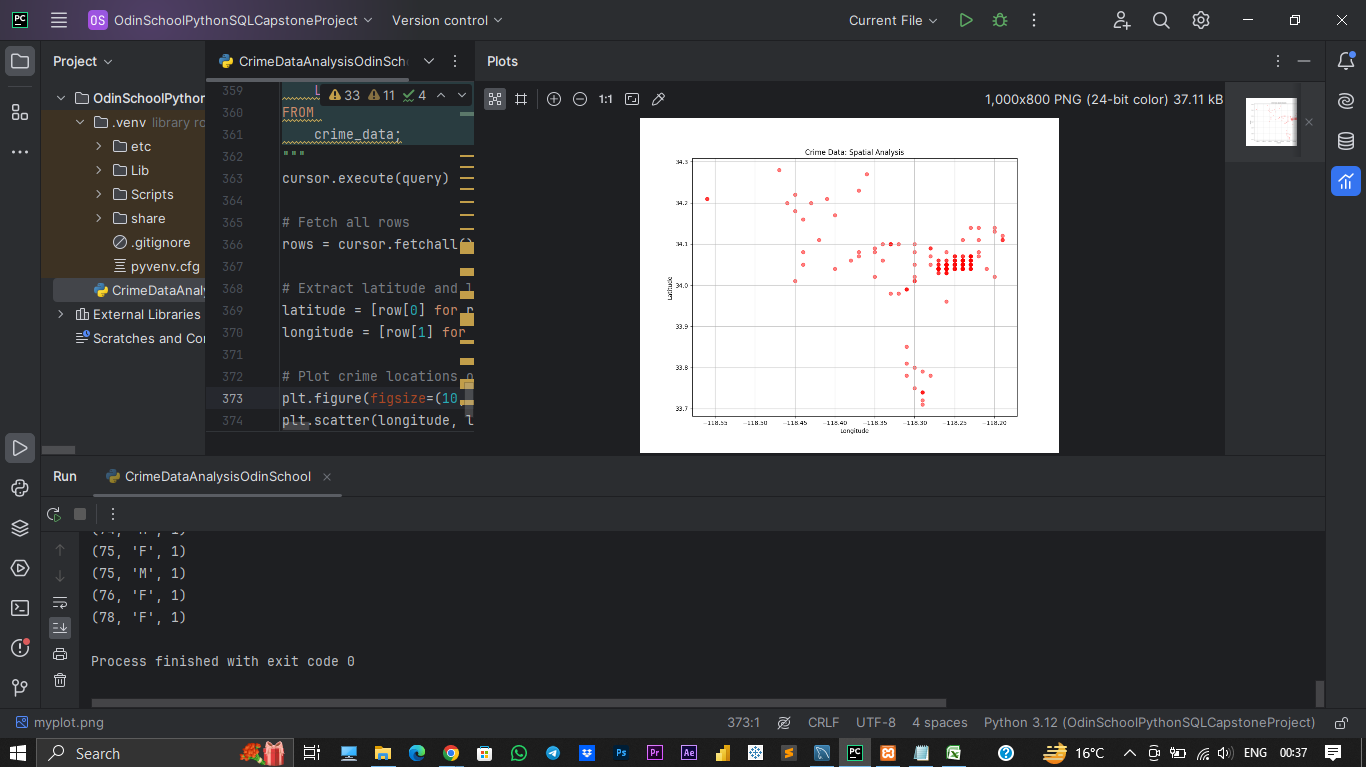 PC
OS OdinSchoolPythonSQLCapstoneProject
Version control
Current File
Project
CrimeDataAnalysisOdinSch
Plots
OdinSchoolPython
.venv library ro
etc
Lib
Scripts
share
.gitignore
pyvenv.cfg
CrimeDataAnaly
External Libraries
Scratches and Con
33 11 4
359
360 FROM
361 crime_data;
362 """
363 cursor.execute(query)
364
365 # Fetch all rows
366 rows = cursor.fetchall()
367
368 # Extract latitude and l
369 latitude = [row[0] for r
370 longitude = [row[1] for
371
372 # Plot crime locations o
373 plt.figure(figsize=(10,
374 plt.scatter(longitude, l
1:1
1,000x800 PNG (24-bit color) 37.11 kB
Crime Data: Spatial Analysis
34.3
34.2
34.1
34.0
33.9
33.8
33.7
Latitude
−118.55 −118.50 −118.45 −118.40 −118.35 −118.30 −118.25 −118.20
Longitude
Run CrimeDataAnalysisOdinSchool
(75, 'F', 1)
(75, 'M', 1)
(76, 'F', 1)
(78, 'F', 1)
Process finished with exit code 0
myplot.png
373:1 CRLF UTF-8 4 spaces Python 3.12 (OdinSchoolPythonSQLCapstoneProject)
Search
Ps
Pr
Ae
PC
16°C
ENG
00:37